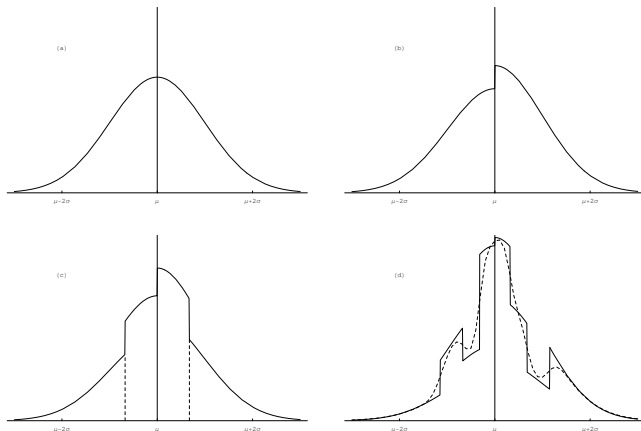 (a)
μ-2σ μ μ+2σ
(b)
μ-2σ μ μ+2σ
(c)
μ-2σ μ μ+2σ
(d)
μ-2σ μ μ+2σ